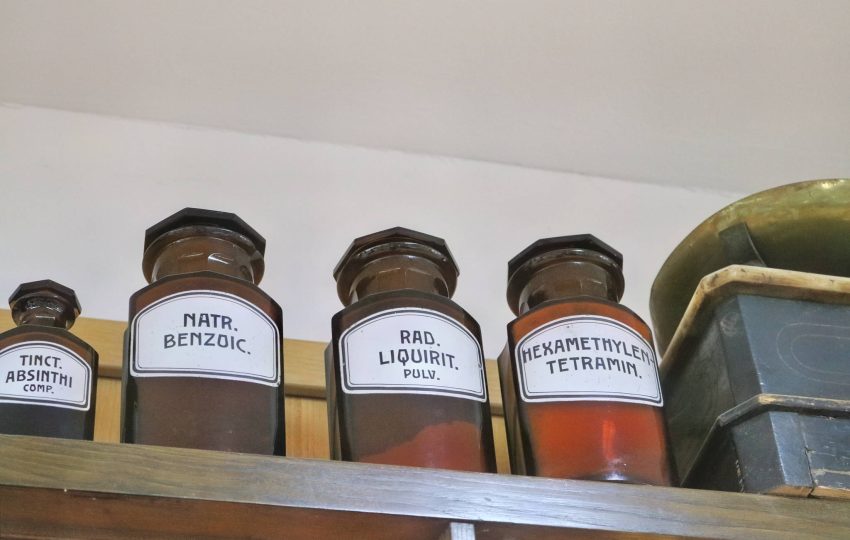 TINCT.
ABSINTHI
COMP.
NATR.
BENZOIC.
RAD.
LIQUIRIT.
PULV.
HEXAMETHYLEN-
TETRAMIN.